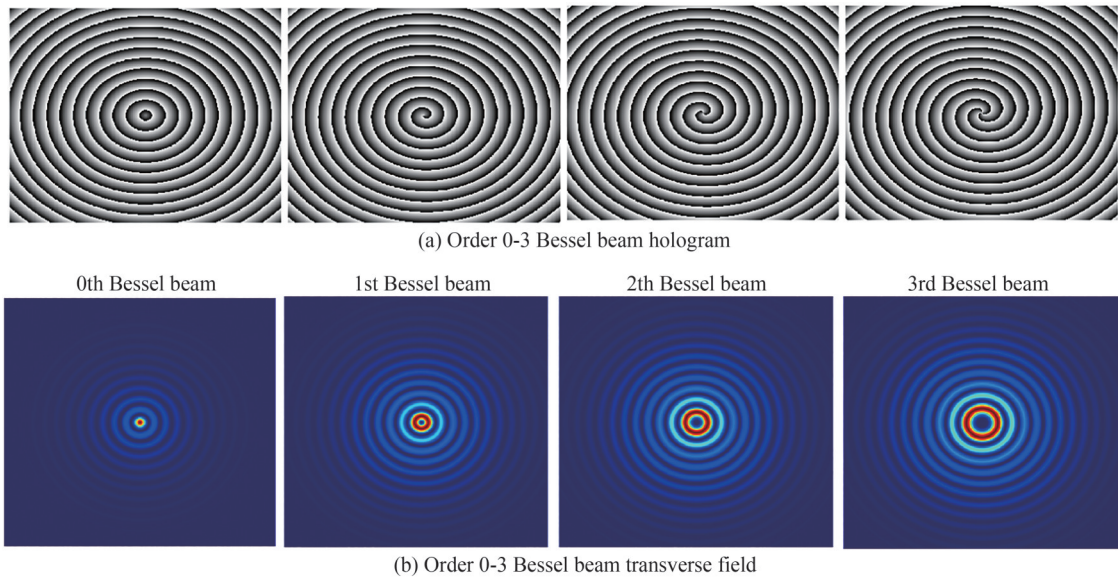 (a) Order 0-3 Bessel beam hologram
0th Bessel beam
1st Bessel beam
2th Bessel beam
3rd Bessel beam
(b) Order 0-3 Bessel beam transverse field